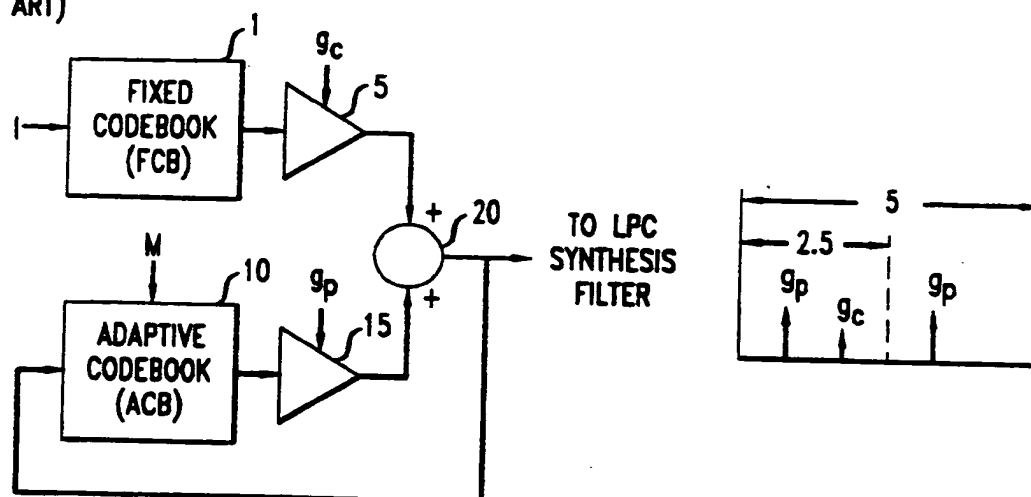 ART)
1
g_c
5
FIXED
CODEBOOK
(FCB)
I
+
20
M
10
g_p
15
ADAPTIVE
CODEBOOK
(ACB)
+
TO LPC
SYNTHESIS
FILTER
5
2.5
g_p
g_c
g_p